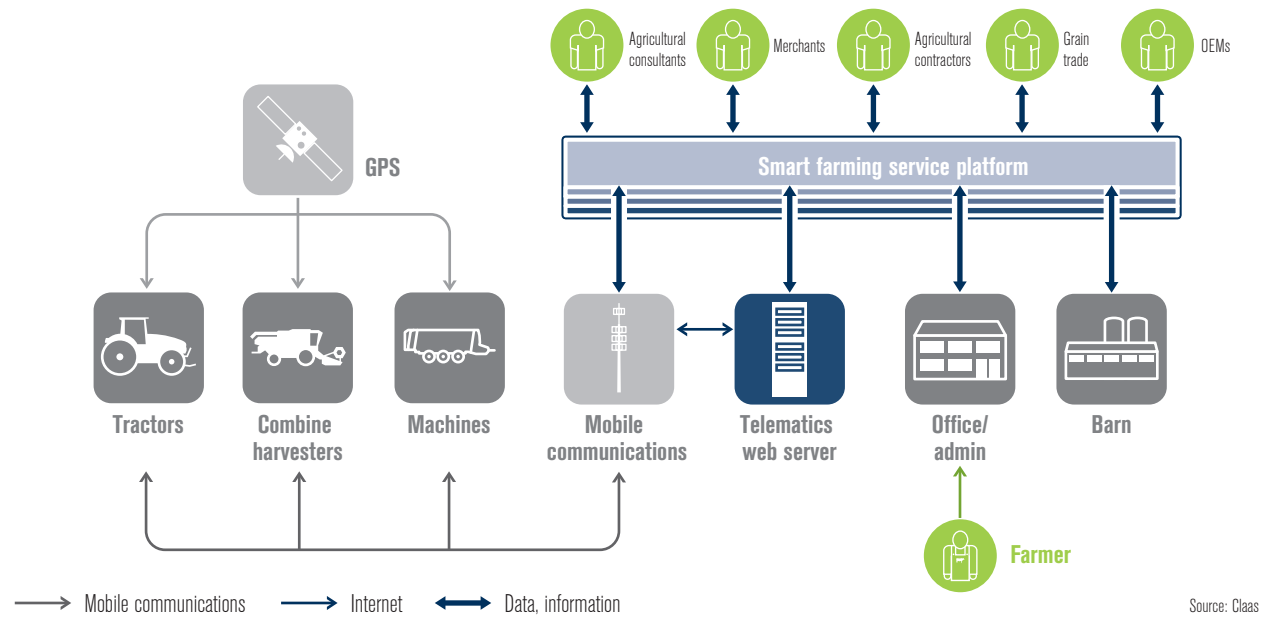 Agricultural
consultants
Merchants
Agricultural
contractors
Grain
trade
OEMs
GPS
Smart farming service platform
Tractors
Combine
harvesters
Machines
Mobile
communications
Telematics
web server
Office/
admin
Barn
Farmer
Mobile communications
Internet
Data, information
Source: Claas